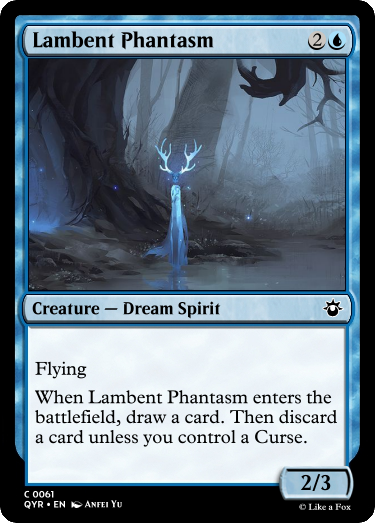 Lambent Phantasm 2
Creature — Dream Spirit
Flying
When Lambent Phantasm enters the
battlefield, draw a card. Then discard
a card unless you control a Curse.
2/3
C 0061
QYR • EN Anfei Yu
© Like a Fox